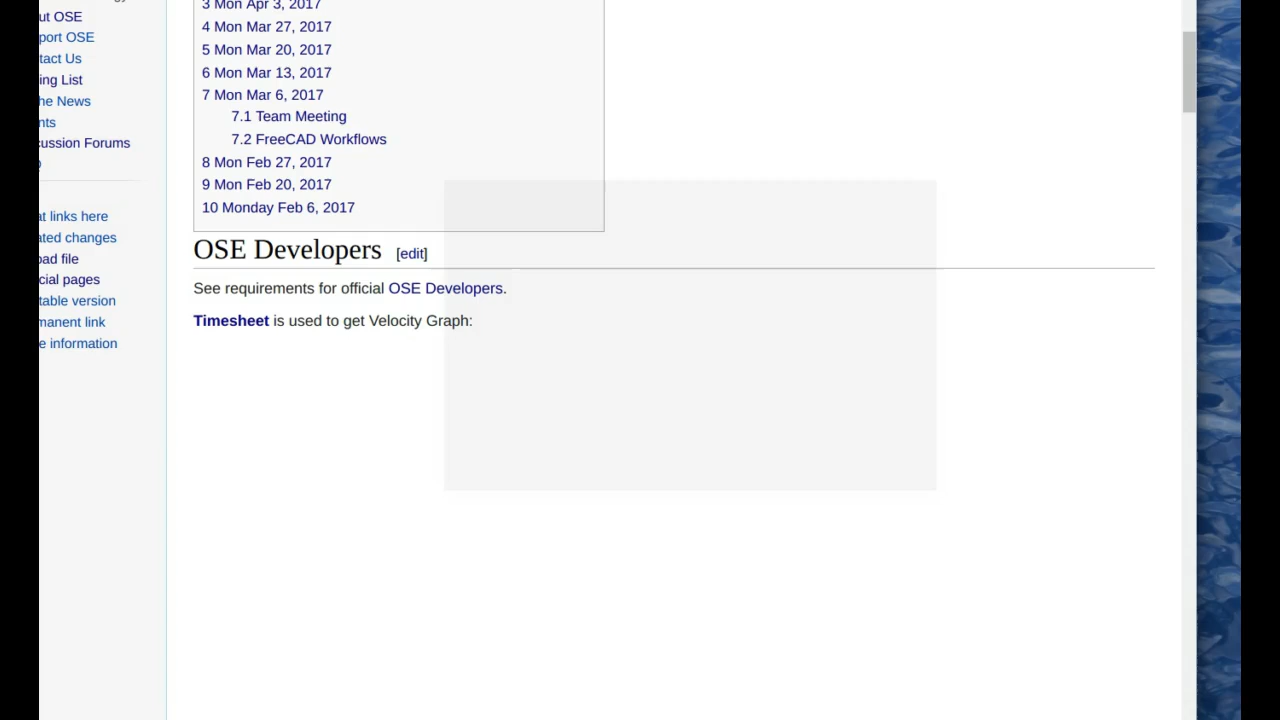 ut OSE
port OSE
tact Us
ing List
he News
nts
cussion Forums
at links here
ated changes
oad file
cial pages
table version
manent link
e information
3 Mon Apr 3, 2017
4 Mon Mar 27, 2017
5 Mon Mar 20, 2017
6 Mon Mar 13, 2017
7 Mon Mar 6, 2017
7.1 Team Meeting
7.2 FreeCAD Workflows
8 Mon Feb 27, 2017
9 Mon Feb 20, 2017
10 Monday Feb 6, 2017
OSE Developers [edit]
See requirements for official OSE Developers.
Timesheet is used to get Velocity Graph: